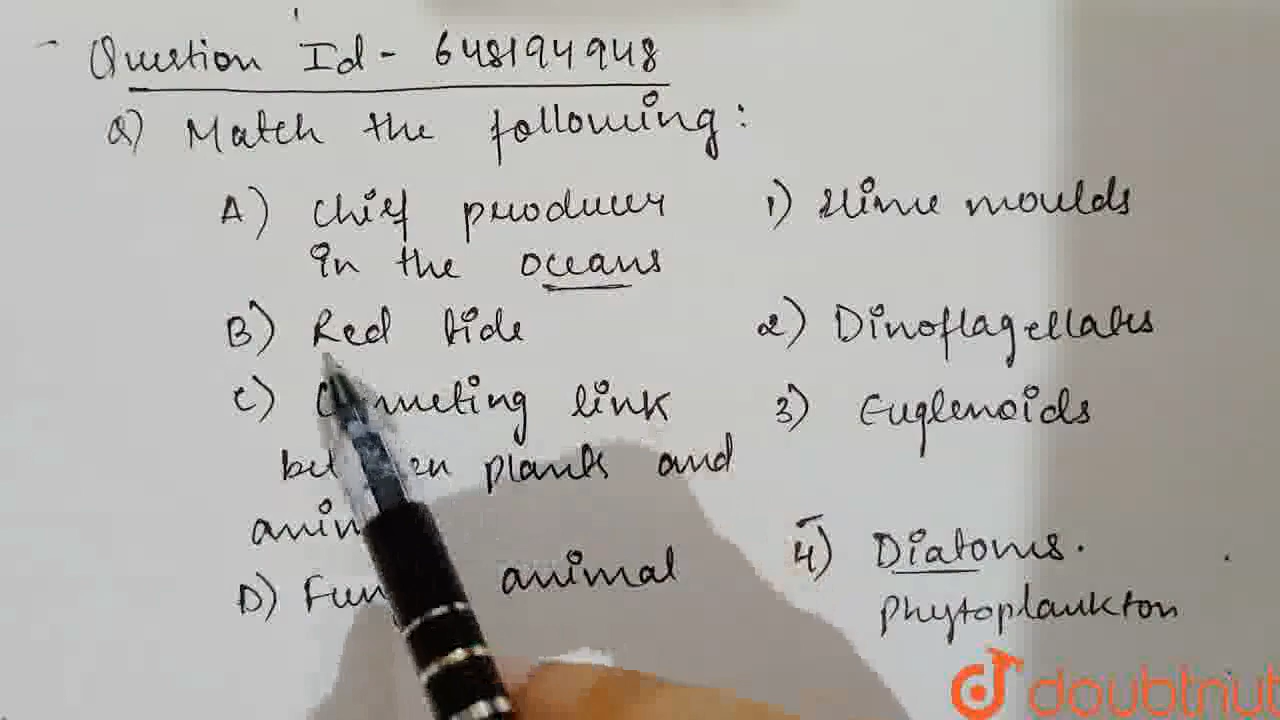 Question Id - 648194948
Q) Match the following:
A) Chief producer
in the oceans
1) Slime moulds
B) Red tide
2) Dinoflagellates
C) link
3) Euglenoids
plants and
D) animal
4) Diatoms.
phytoplankton
doubtnut